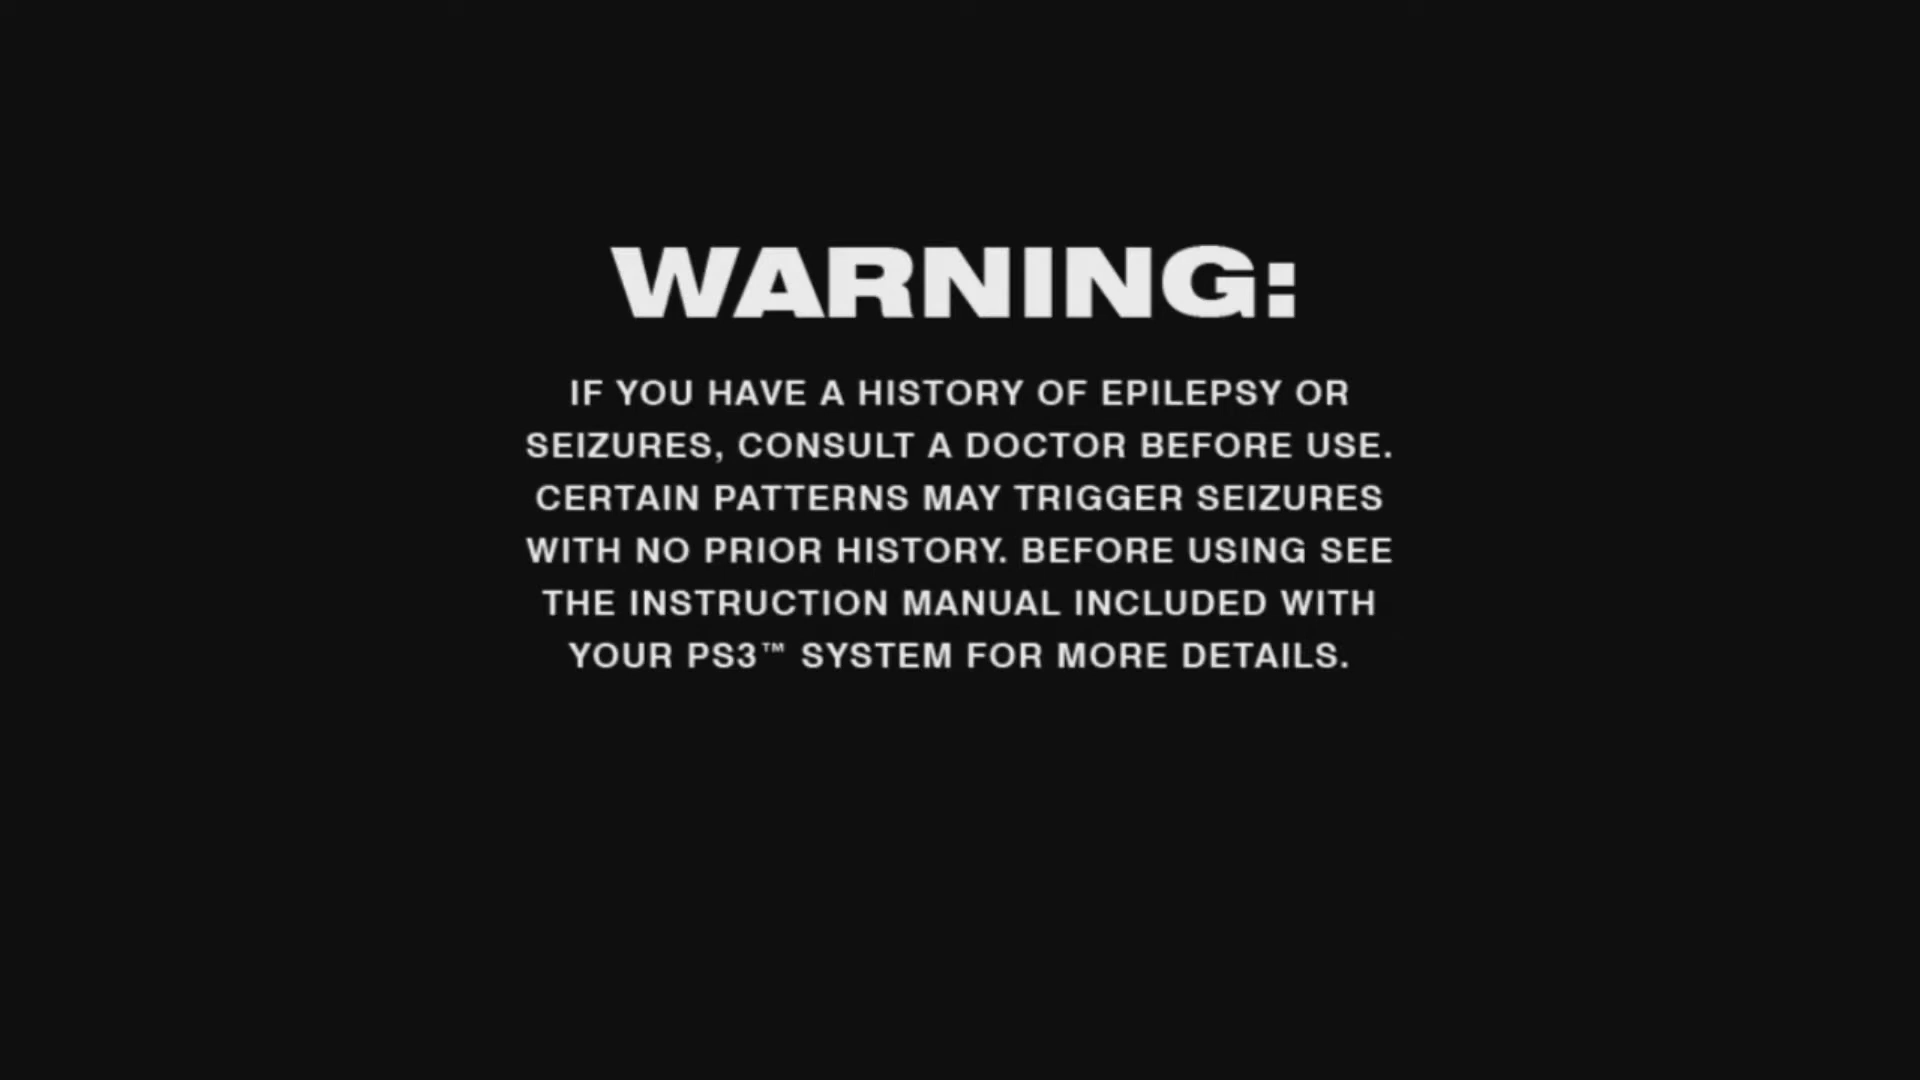 WARNING:
IF YOU HAVE A HISTORY OF EPILEPSY OR
SEIZURES, CONSULT A DOCTOR BEFORE USE.
CERTAIN PATTERNS MAY TRIGGER SEIZURES
WITH NO PRIOR HISTORY. BEFORE USING SEE
THE INSTRUCTION MANUAL INCLUDED WITH
YOUR PS3™ SYSTEM FOR MORE DETAILS.